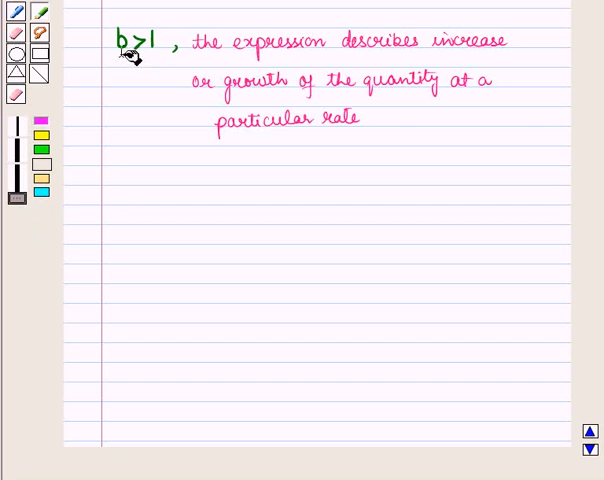 b>1, the expression describes increase
or growth of the quantity at a
particular rate